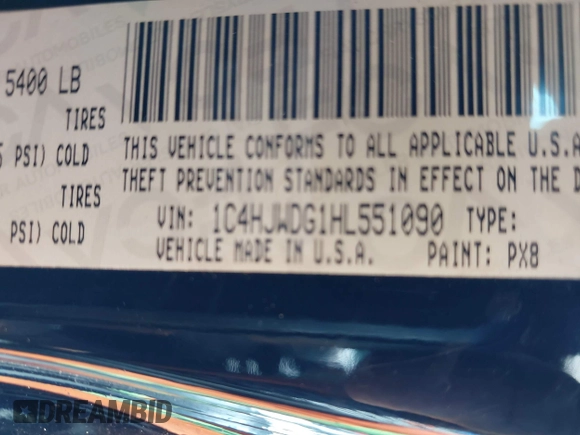 5400 LB
TIRES
PSI) COLD
TIRES
PSI) COLD
THIS VEHICLE CONFORMS TO ALL APPLICABLE U.S.A
THEFT PREVENTION STANDARDS IN EFFECT ON THE D
VIN: 1C4HJWDG1HL551090 TYPE:
VEHICLE MADE IN U.S.A. PAINT: PX8
DREAMBID